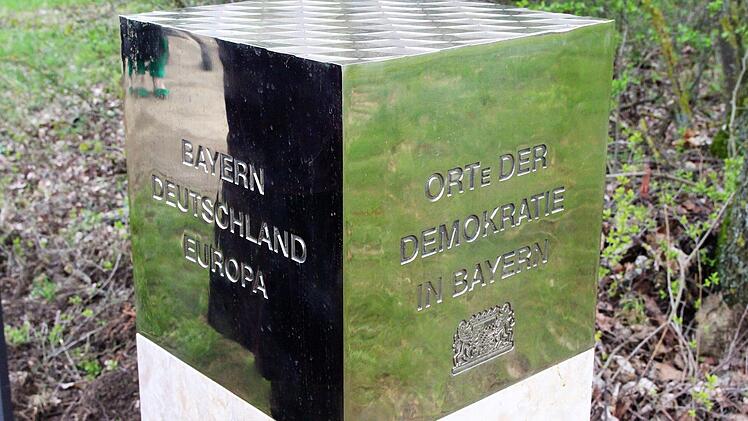 BAYERN
DEUTSCHLAND
EUROPA
ORTe DER
DEMOKRATIE
IN BAYERN